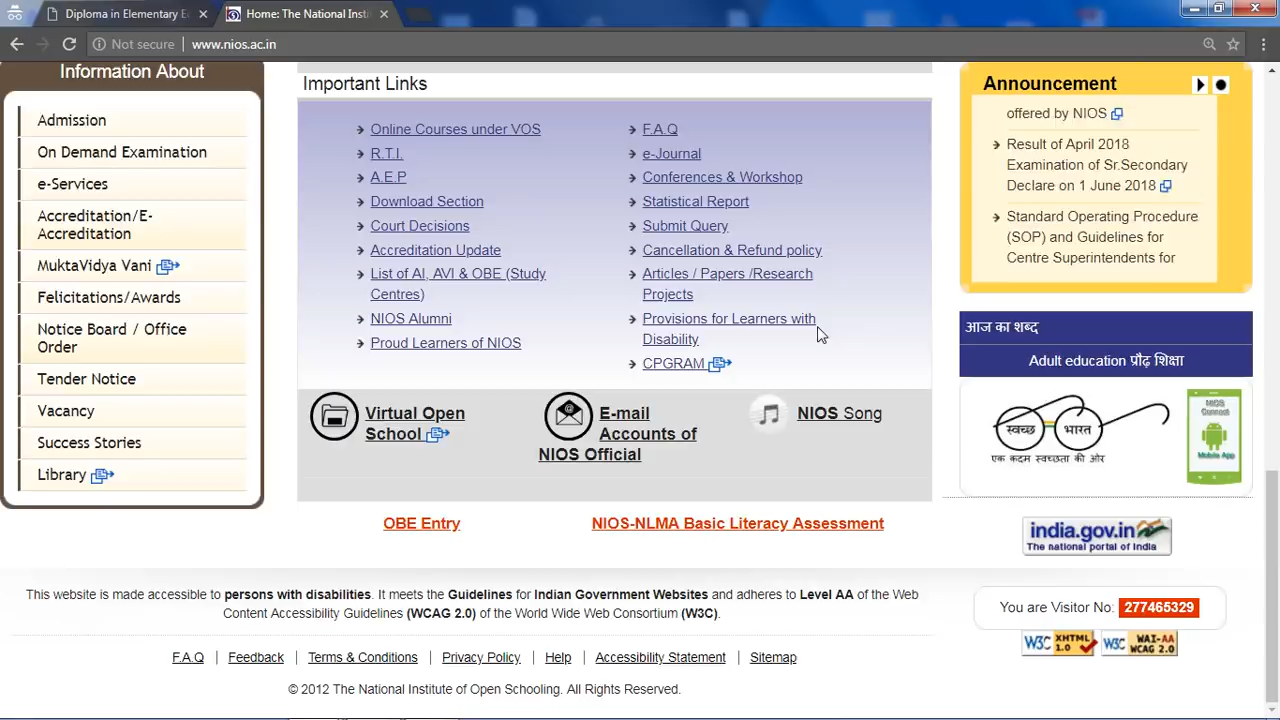 Diploma in Elementary E
Home: The National Insti
Not secure
www.nios.ac.in
Information About
Admission
On Demand Examination
e-Services
Accreditation/E-
Accreditation
MuktaVidya Vani
Felicitations/Awards
Notice Board / Office
Order
Tender Notice
Vacancy
Success Stories
Library
Important Links
Online Courses under VOS
R.T.I.
A.E.P
Download Section
Court Decisions
Accreditation Update
List of AI, AVI & OBE (Study
Centres)
NIOS Alumni
Proud Learners of NIOS
F.A.Q
e-Journal
Conferences & Workshop
Statistical Report
Submit Query
Cancellation & Refund policy
Articles / Papers /Research
Projects
Provisions for Learners with
Disability
CPGRAM
Virtual Open
School
E-mail
Accounts of
NIOS Official
NIOS Song
OBE Entry
NIOS-NLMA Basic Literacy Assessment
Announcement
offered by NIOS
Result of April 2018
Examination of Sr.Secondary
Declare on 1 June 2018
Standard Operating Procedure
(SOP) and Guidelines for
Centre Superintendents for
आज का शब्द
Adult education प्रौढ़ शिक्षा
स्वच्छ भारत
एक कदम स्वच्छता की ओर
NIOS
Connect
Mobile App
india.gov.in
The national portal of India
You are Visitor No: 277465329
W3C XHTML 1.0
W3C WAI-AA WCAG 2.0
This website is made accessible to persons with disabilities. It meets the Guidelines for Indian Government Websites and adheres to Level AA of the Web
Content Accessibility Guidelines (WCAG 2.0) of the World Wide Web Consortium (W3C).
F.A.Q | Feedback | Terms & Conditions | Privacy Policy | Help | Accessibility Statement | Sitemap
© 2012 The National Institute of Open Schooling. All Rights Reserved.